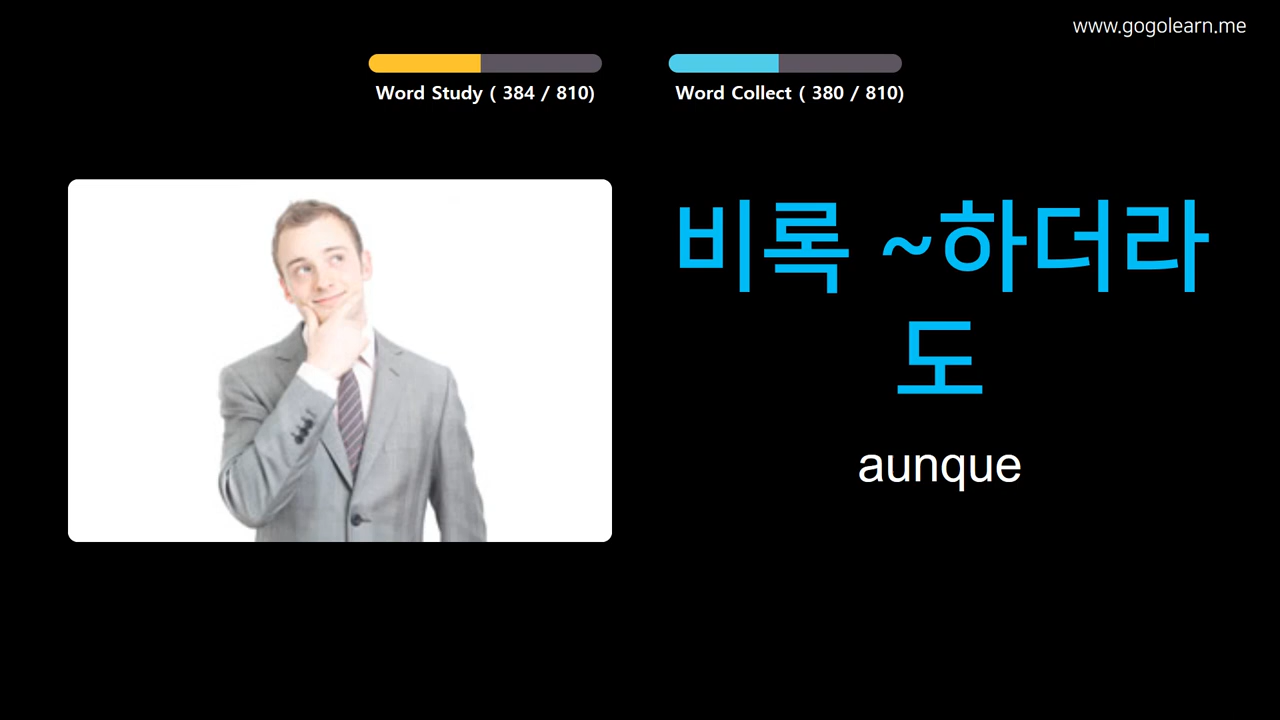 www.gogolearn.me
Word Study ( 384 / 810)
Word Collect ( 380 / 810)
비록 ~하더라
도
aunque